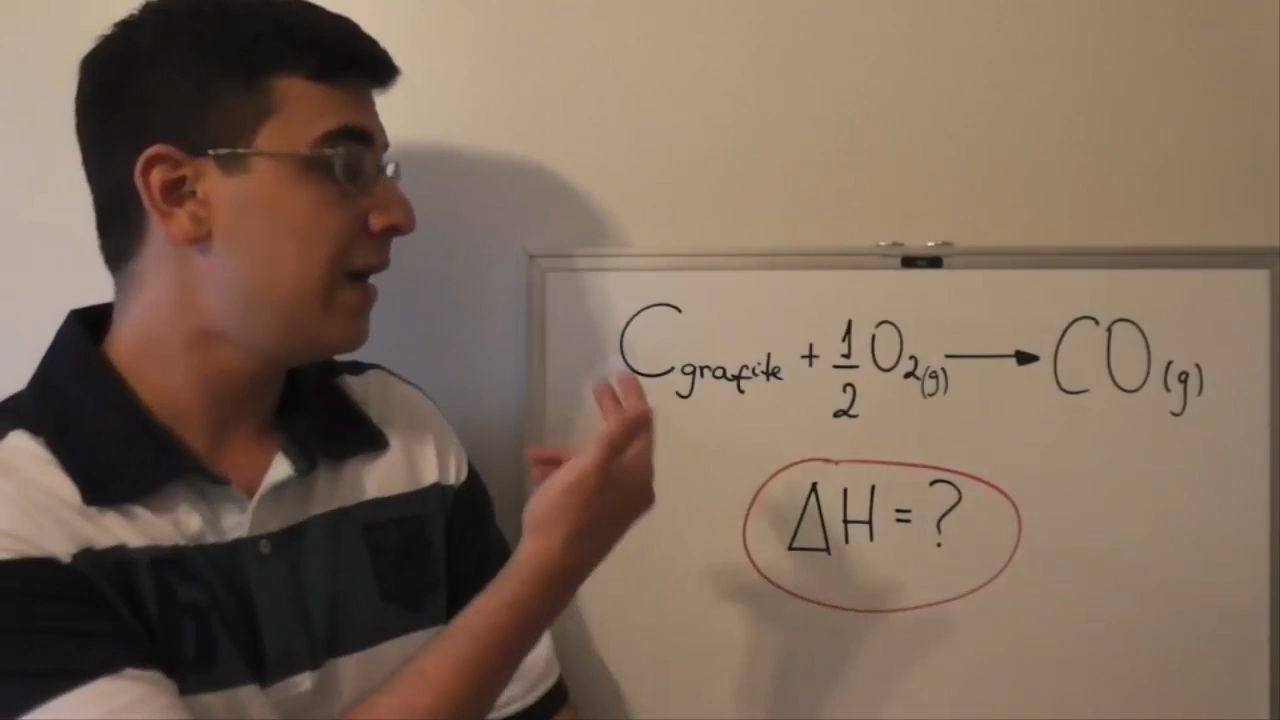 C grafite + 1/2 O2(g) → CO(g)
ΔH = ?